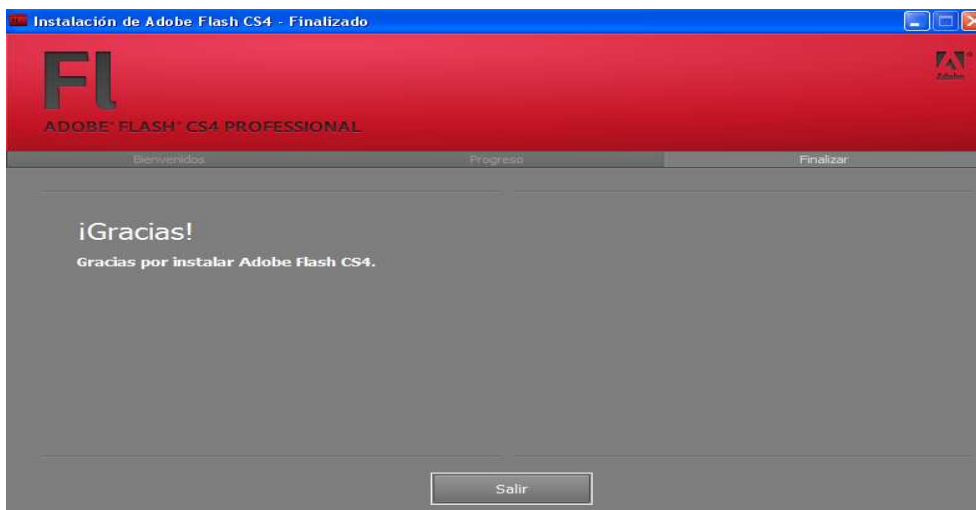 Instalación de Adobe Flash CS4 - Finalizado
Fl
Adobe
ADOBE® FLASH® CS4 PROFESSIONAL
Bienvenidos Progreso Finalizar
¡Gracias!
Gracias por instalar Adobe Flash CS4.
Salir